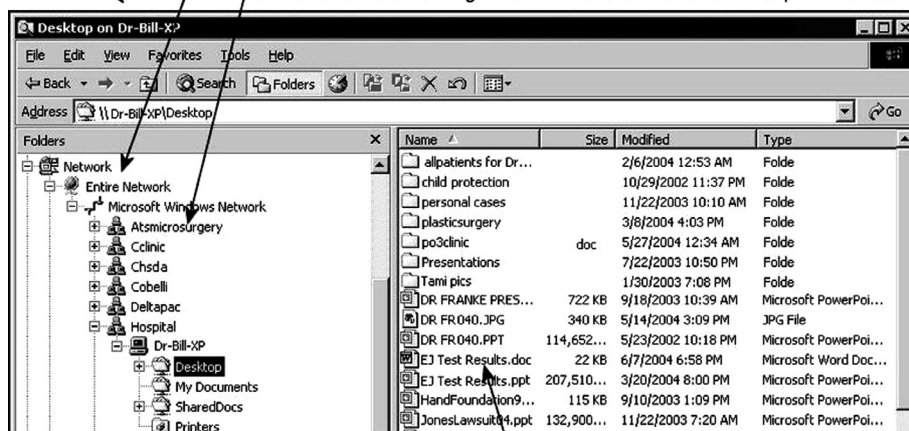 Desktop on Dr-Bill-XP
File Edit View Favorites Tools Help
Back Search Folders
Address \\Dr-Bill-XP\Desktop Go
Folders
Network
Entire Network
Microsoft Windows Network
Atsmicrosurgery
Cclinic
Chsda
Cobelli
Deltapac
Hospital
Dr-Bill-XP
Desktop
My Documents
SharedDocs
Printers
Name Size Modified Type
allpatients for Dr... 2/6/2004 12:53 AM Folde
child protection 10/29/2002 11:37 PM Folde
personal cases 11/22/2003 10:10 AM Folde
plasticsurgery 3/8/2004 4:03 PM Folde
po3clinic doc 5/27/2004 12:34 AM Folde
Presentations 7/22/2003 10:50 PM Folde
Tami pics 1/30/2003 7:08 PM Folde
DR FRANKE PRES... 722 KB 9/18/2003 10:39 AM Microsoft PowerPoi...
DR FR040.JPG 340 KB 5/14/2004 3:09 PM JPG File
DR FR040.PPT 114,652... 5/23/2002 10:18 PM Microsoft PowerPoi...
EJ Test Results.doc 22 KB 6/7/2004 6:58 PM Microsoft Word Doc...
EJ Test Results.ppt 207,510... 3/20/2004 8:00 PM Microsoft PowerPoi...
HandFoundation9... 115 KB 9/10/2003 1:09 PM Microsoft PowerPoi...
JonesLawsuit04.ppt 132,900... 11/22/2003 7:20 AM Microsoft PowerPoi...